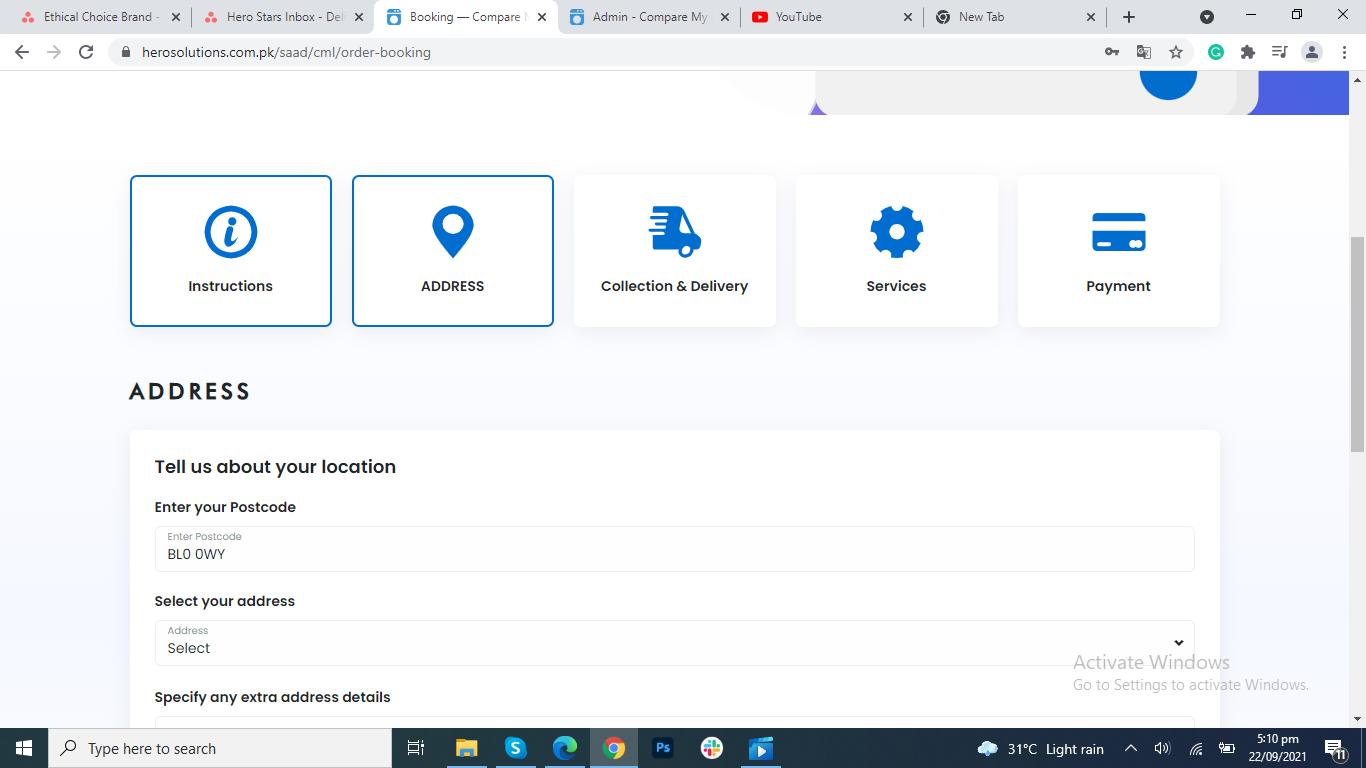 Ethical Choice Brand -
Hero Stars Inbox - Deli
Booking — Compare
Admin - Compare My
YouTube
New Tab
herosolutions.com.pk/saad/cml/order-booking
Instructions
ADDRESS
Collection & Delivery
Services
Payment
ADDRESS
Tell us about your location
Enter your Postcode
Enter Postcode
BL0 0WY
Select your address
Address
Select
Activate Windows
Go to Settings to activate Windows.
Specify any extra address details
Type here to search
S
Ps
31°C Light rain
5:10 pm
22/09/2021
11